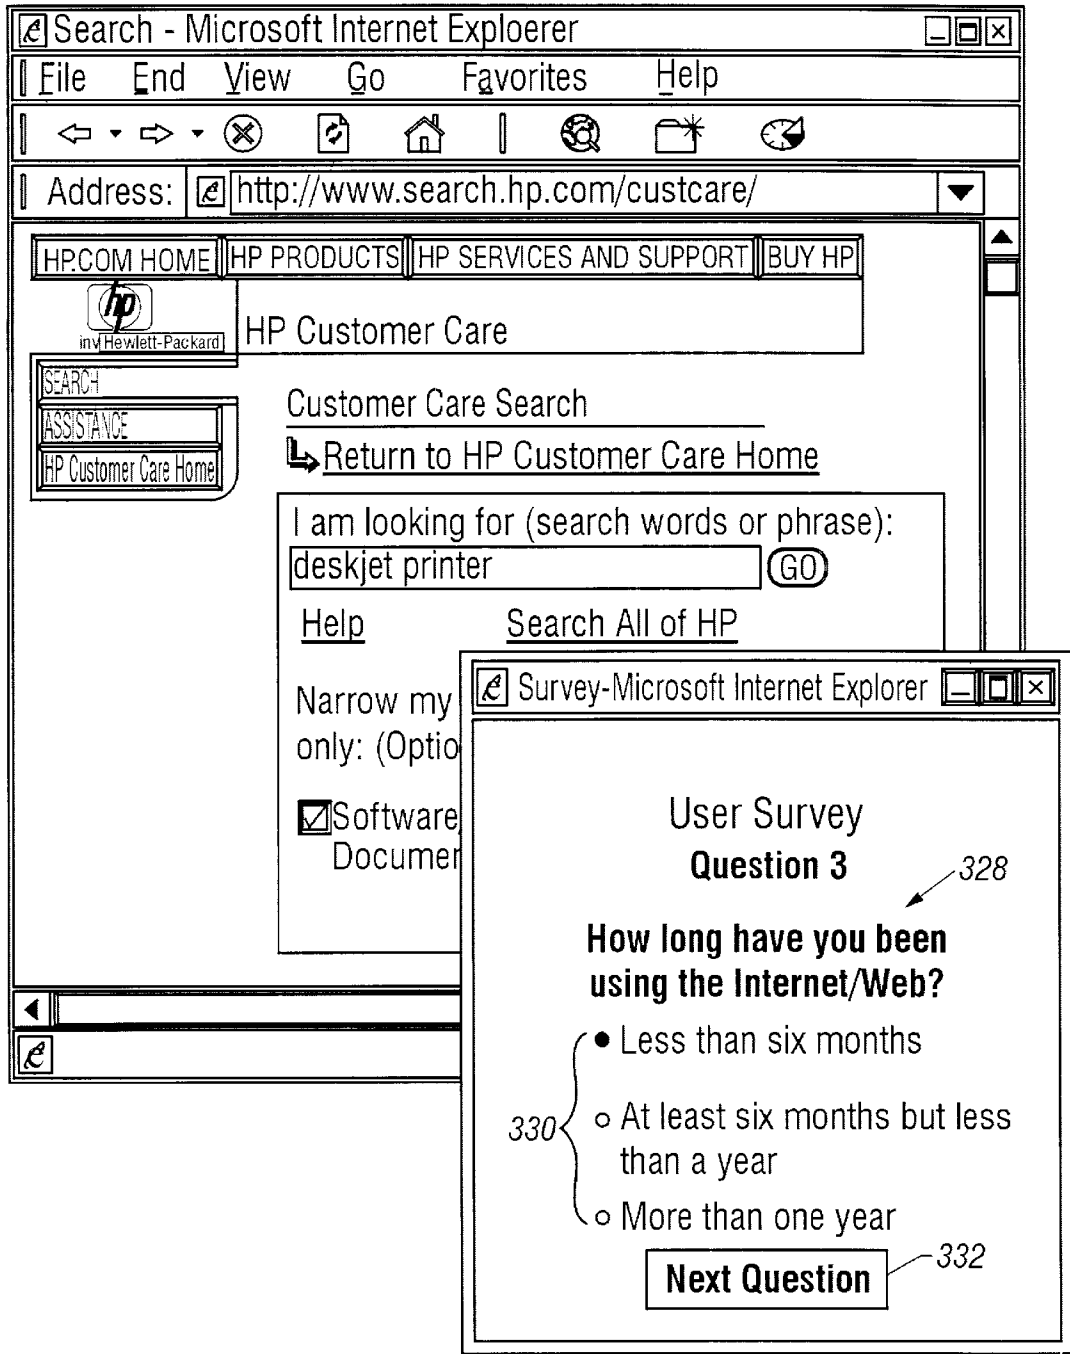 Search - Microsoft Internet Exploerer
File End View Go Favorites Help
Address: http://www.search.hp.com/custcare/
HP.COM HOME HP PRODUCTS HP SERVICES AND SUPPORT BUY HP
hp
inv Hewlett-Packard
HP Customer Care
SEARCH
ASSISTANCE
HP Customer Care Home
Customer Care Search
Return to HP Customer Care Home
I am looking for (search words or phrase):
deskjet printer GO
Help Search All of HP
Narrow my
only: (Optio
Software,
Documer
Survey-Microsoft Internet Explorer
User Survey
Question 3
328
How long have you been
using the Internet/Web?
Less than six months
330
At least six months but less
than a year
More than one year
Next Question
332